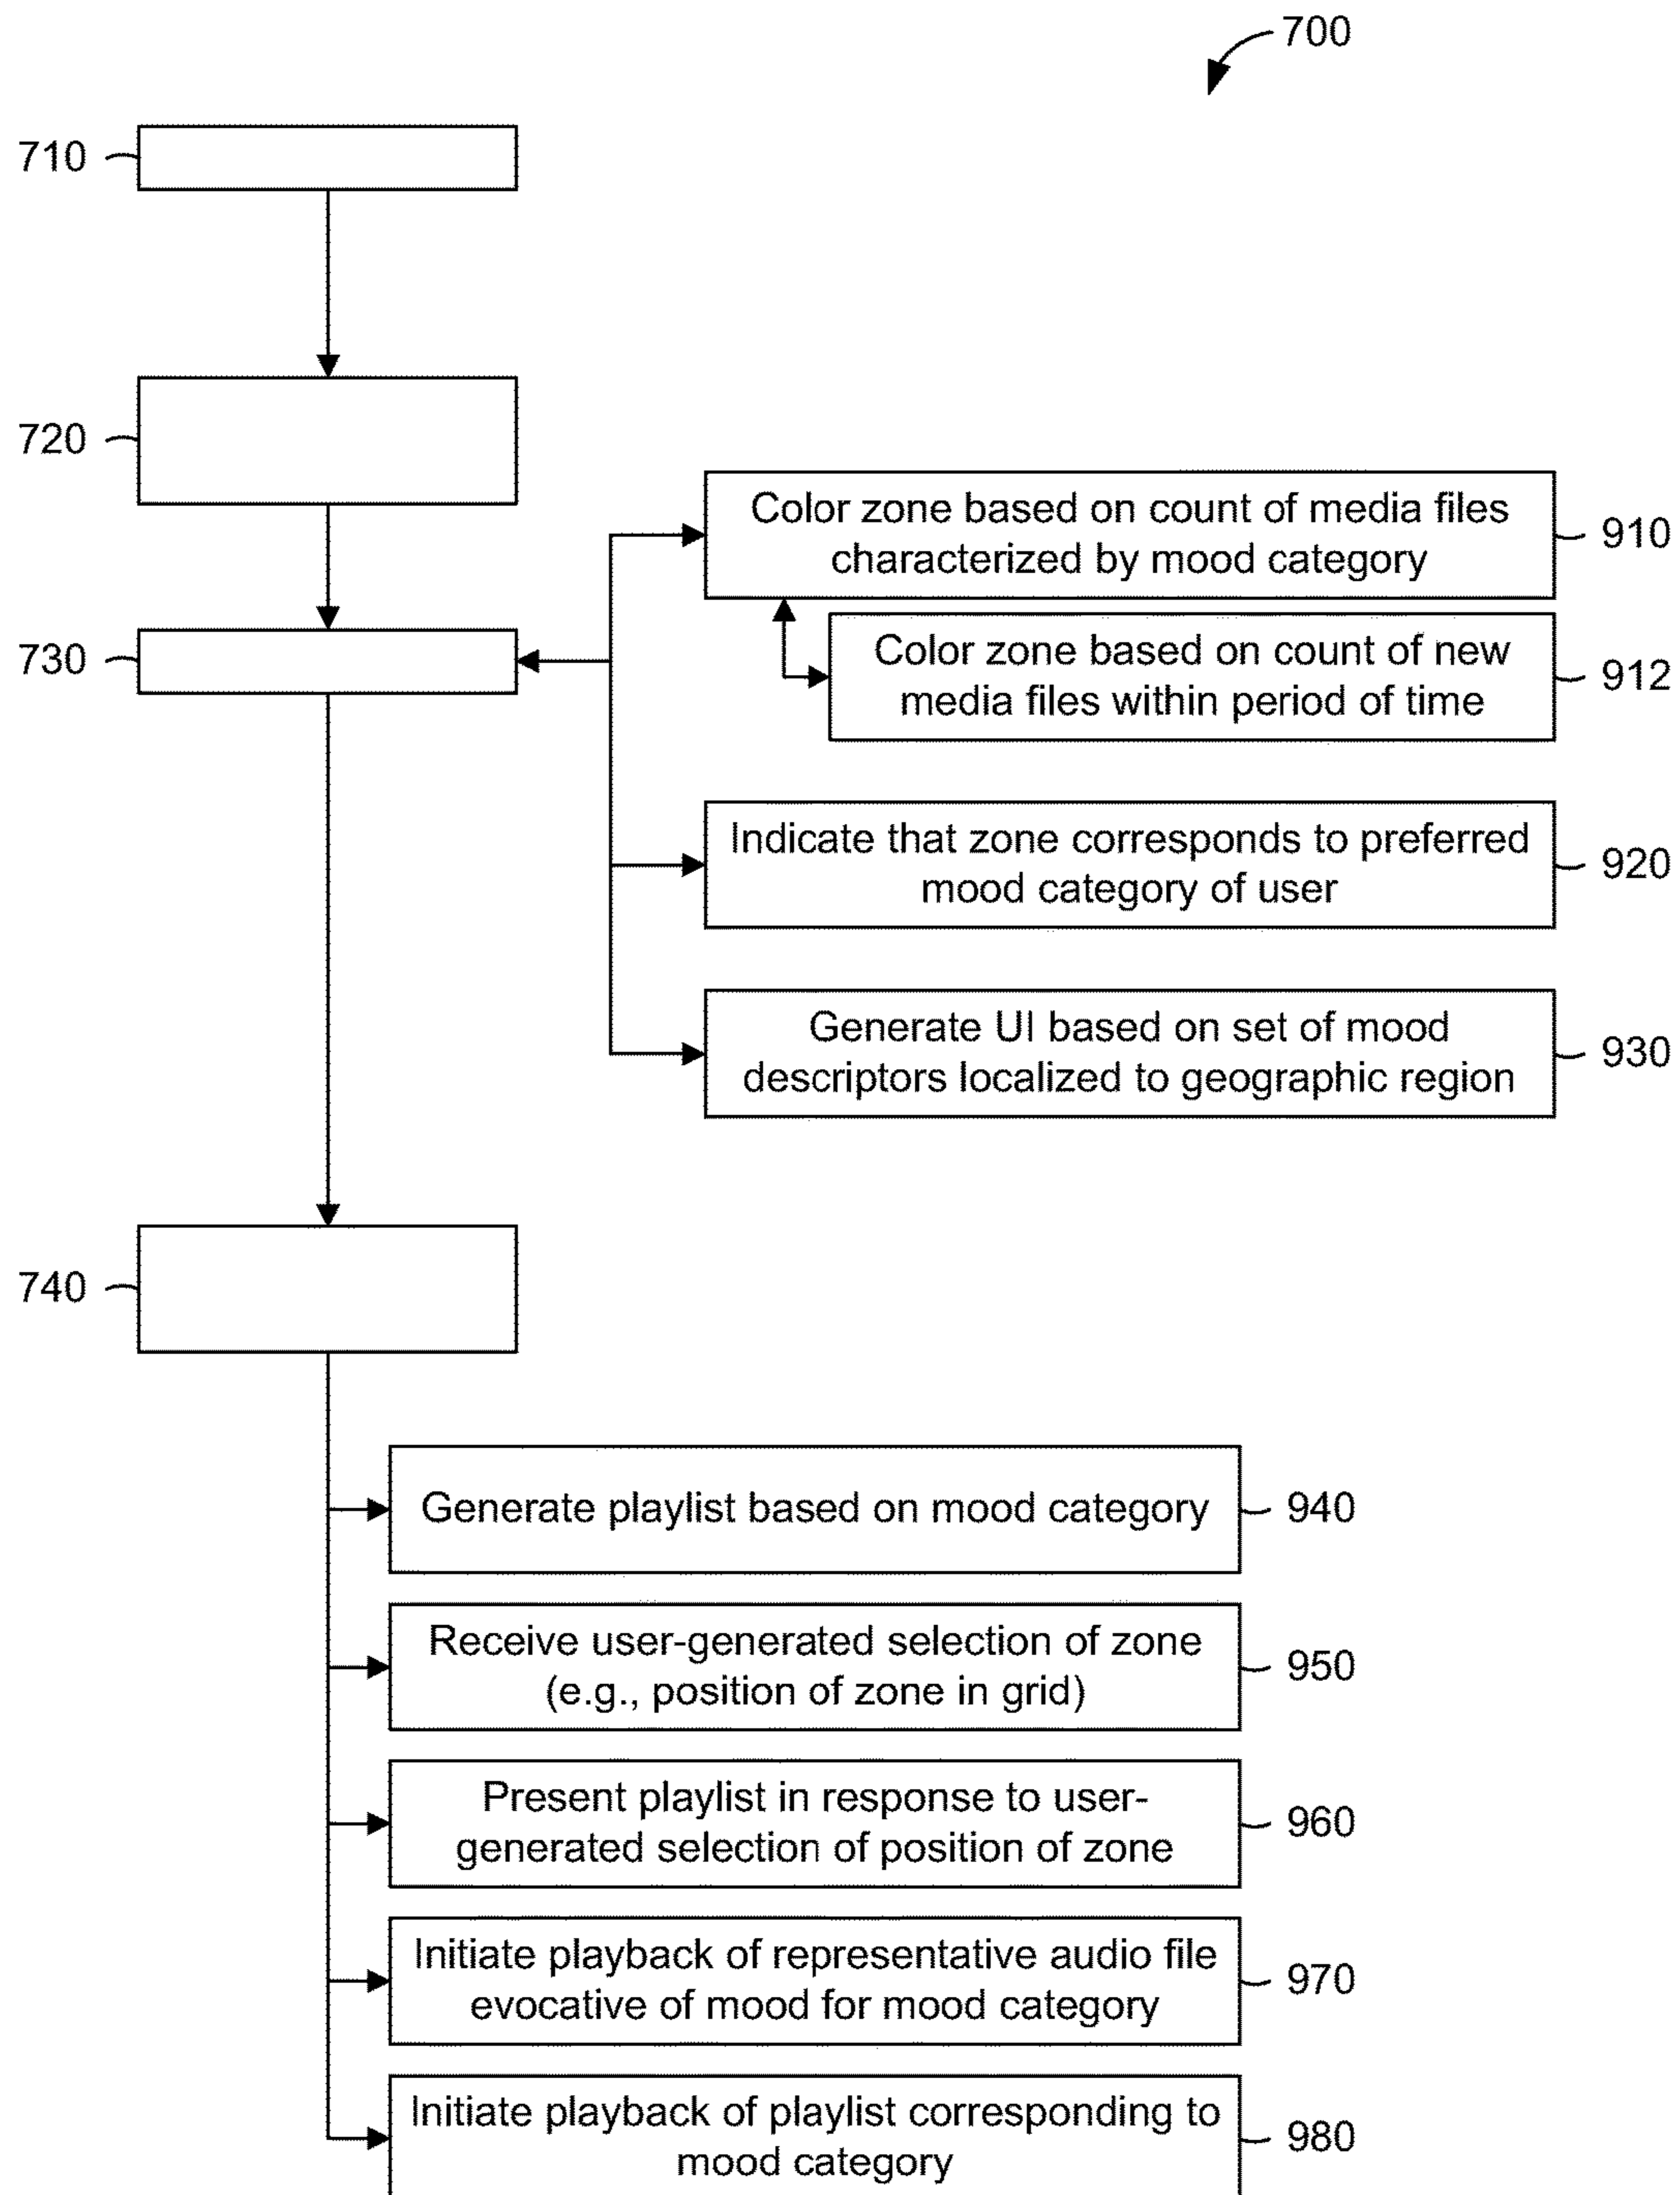 700
710
720
730
Color zone based on count of media files
characterized by mood category
910
Color zone based on count of new
media files within period of time
912
Indicate that zone corresponds to preferred
mood category of user
920
Generate UI based on set of mood
descriptors localized to geographic region
930
740
Generate playlist based on mood category
940
Receive user-generated selection of zone
(e.g., position of zone in grid)
950
Present playlist in response to user-
generated selection of position of zone
960
Initiate playback of representative audio file
evocative of mood for mood category
970
Initiate playback of playlist corresponding to
mood category
980